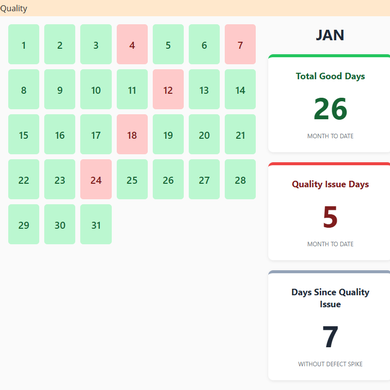 Quality
1 2 3 4 5 6 7
8 9 10 11 12 13 14
15 16 17 18 19 20 21
22 23 24 25 26 27 28
29 30 31
JAN
Total Good Days
26
MONTH TO DATE
Quality Issue Days
5
MONTH TO DATE
Days Since Quality
Issue
7
WITHOUT DEFECT SPIKE